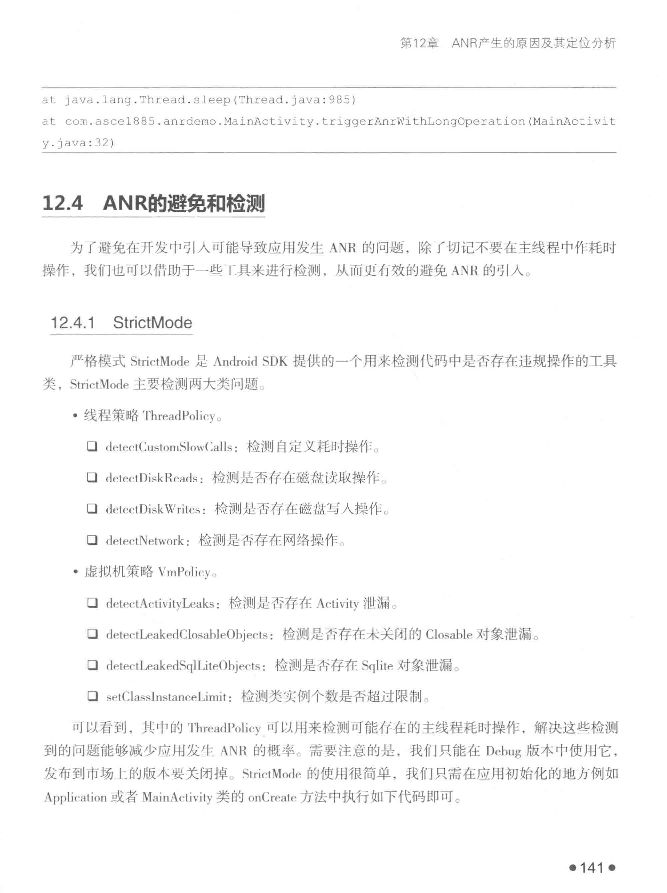 第12章 ANR产生的原因及其定位分析
at java.lang.Thread.sleep(Thread.java:985)
at com.asce1885.anrdemo.MainActivity.triggerAnrWithLongOperation(MainActivit
y.java:32)
12.4 ANR的避免和检测
为了避免在开发中引入可能导致应用发生 ANR 的问题，除了切记不要在主线程中作耗时
操作，我们也可以借助于一些工具来进行检测，从而更有效的避免 ANR 的引入。
12.4.1 StrictMode
严格模式 StrictMode 是 Android SDK 提供的一个用来检测代码中是否存在违规操作的工具
类，StrictMode 主要检测两大类问题。
• 线程策略 ThreadPolicy。
❑ detectCustomSlowCalls：检测自定义耗时操作。
❑ detectDiskReads：检测是否存在磁盘读取操作。
❑ detectDiskWrites：检测是否存在磁盘写入操作。
❑ detectNetwork：检测是否存在网络操作。
• 虚拟机策略 VmPolicy。
❑ detectActivityLeaks：检测是否存在 Activity 泄漏。
❑ detectLeakedClosableObjects：检测是否存在未关闭的 Closable 对象泄漏。
❑ detectLeakedSqlLiteObjects：检测是否存在 Sqlite 对象泄漏。
❑ setClassInstanceLimit：检测类实例个数是否超过限制。
可以看到，其中的 ThreadPolicy 可以用来检测可能存在的主线程耗时操作，解决这些检测
到的问题能够减少应用发生 ANR 的概率。需要注意的是，我们只能在 Debug 版本中使用它，
发布到市场上的版本要关闭掉。StrictMode 的使用很简单，我们只需在应用初始化的地方例如
Application 或者 MainActivity 类的 onCreate 方法中执行如下代码即可。
●141●